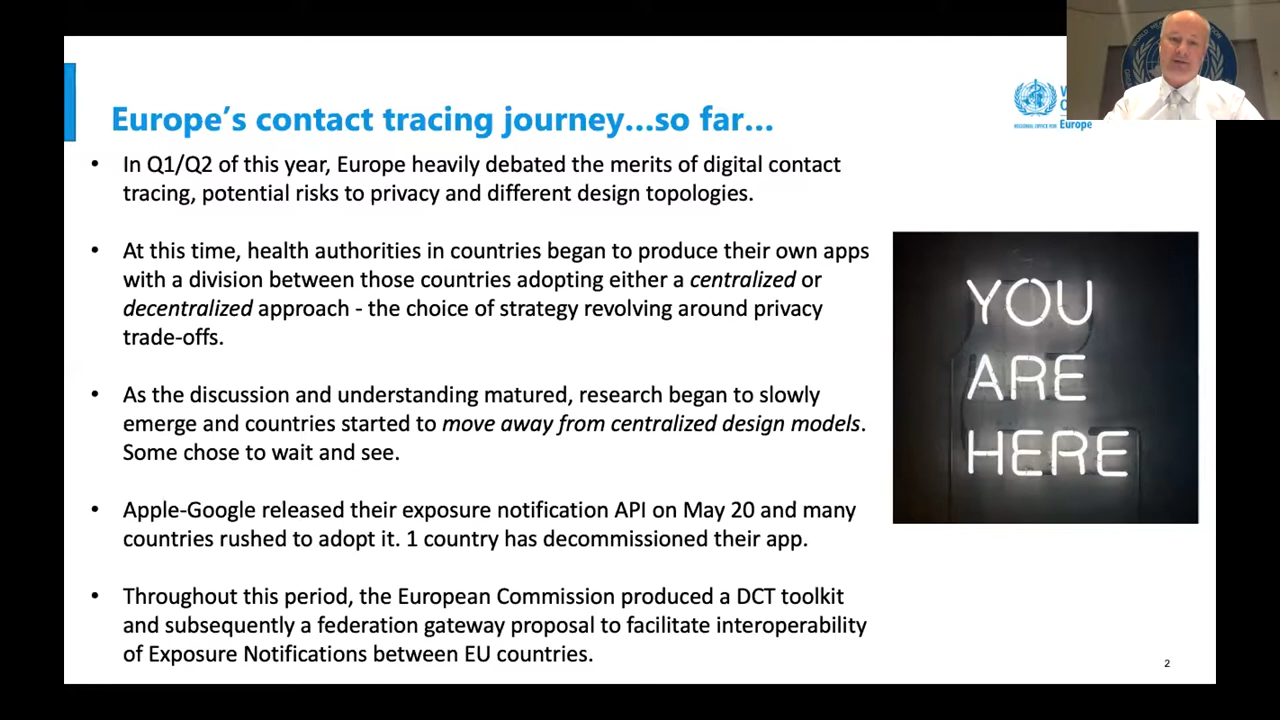 Europe's contact tracing journey...so far...
• In Q1/Q2 of this year, Europe heavily debated the merits of digital contact
tracing, potential risks to privacy and different design topologies.
• At this time, health authorities in countries began to produce their own apps
with a division between those countries adopting either a centralized or
decentralized approach - the choice of strategy revolving around privacy
trade-offs.
• As the discussion and understanding matured, research began to slowly
emerge and countries started to move away from centralized design models.
Some chose to wait and see.
• Apple-Google released their exposure notification API on May 20 and many
countries rushed to adopt it. 1 country has decommissioned their app.
• Throughout this period, the European Commission produced a DCT toolkit
and subsequently a federation gateway proposal to facilitate interoperability
of Exposure Notifications between EU countries.
YOU
ARE
HERE
REGIONAL OFFICE FOR Europe
2